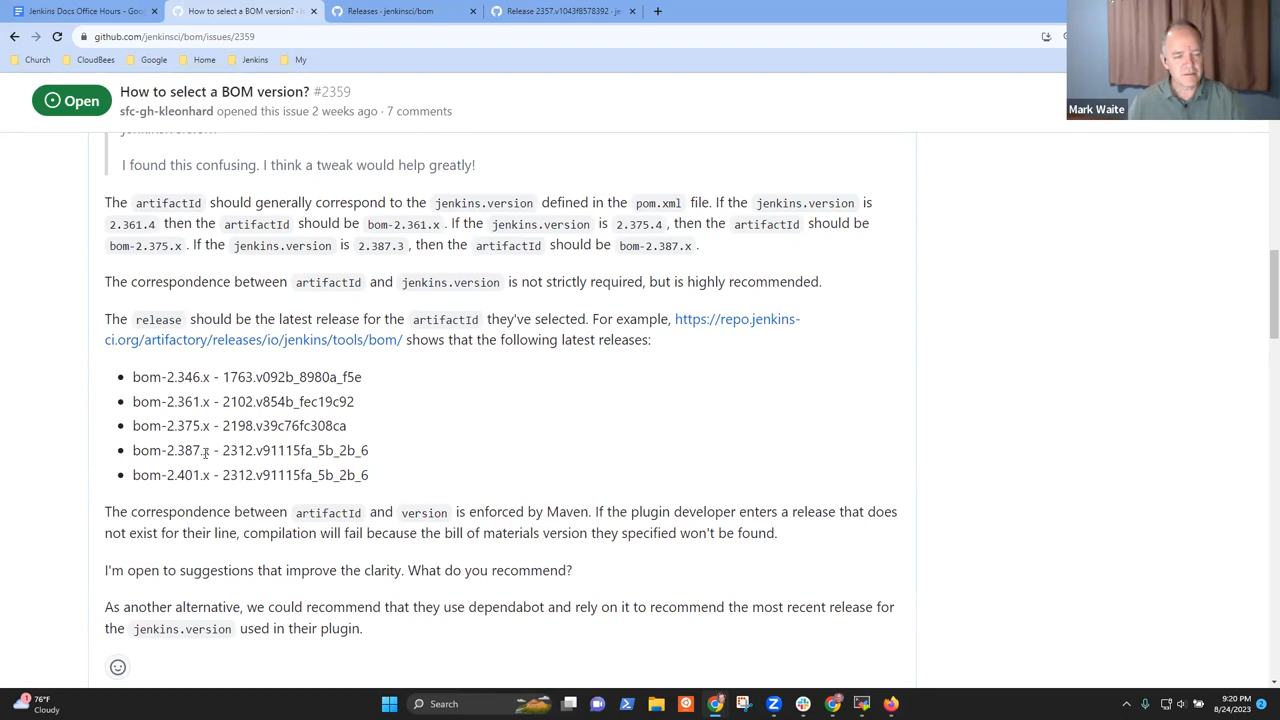 Jenkins Docs Office Hours - Goo
How to select a BOM version? ·
Releases · jenkinsci/bom
Release 2357.v1043f8578392 · je
github.com/jenkinsci/bom/issues/2359
Church
CloudBees
Google
Home
Jenkins
My
Mark Waite
Open
How to select a BOM version? #2359
sfc-gh-kleonhard opened this issue 2 weeks ago · 7 comments
I found this confusing. I think a tweak would help greatly!
The artifactId should generally correspond to the jenkins.version defined in the pom.xml file. If the jenkins.version is
2.361.4 then the artifactId should be bom-2.361.x. If the jenkins.version is 2.375.4, then the artifactId should be
bom-2.375.x. If the jenkins.version is 2.387.3, then the artifactId should be bom-2.387.x.
The correspondence between artifactId and jenkins.version is not strictly required, but is highly recommended.
The release should be the latest release for the artifactId they've selected. For example, https://repo.jenkins-
ci.org/artifactory/releases/io/jenkins/tools/bom/ shows that the following latest releases:
• bom-2.346.x - 1763.v092b_8980a_f5e
• bom-2.361.x - 2102.v854b_fec19c92
• bom-2.375.x - 2198.v39c76fc308ca
• bom-2.387.x - 2312.v91115fa_5b_2b_6
• bom-2.401.x - 2312.v91115fa_5b_2b_6
The correspondence between artifactId and version is enforced by Maven. If the plugin developer enters a release that does
not exist for their line, compilation will fail because the bill of materials version they specified won't be found.
I'm open to suggestions that improve the clarity. What do you recommend?
As another alternative, we could recommend that they use dependabot and rely on it to recommend the most recent release for
the jenkins.version used in their plugin.
76°F
Cloudy
Search
9:20 PM
8/24/2023